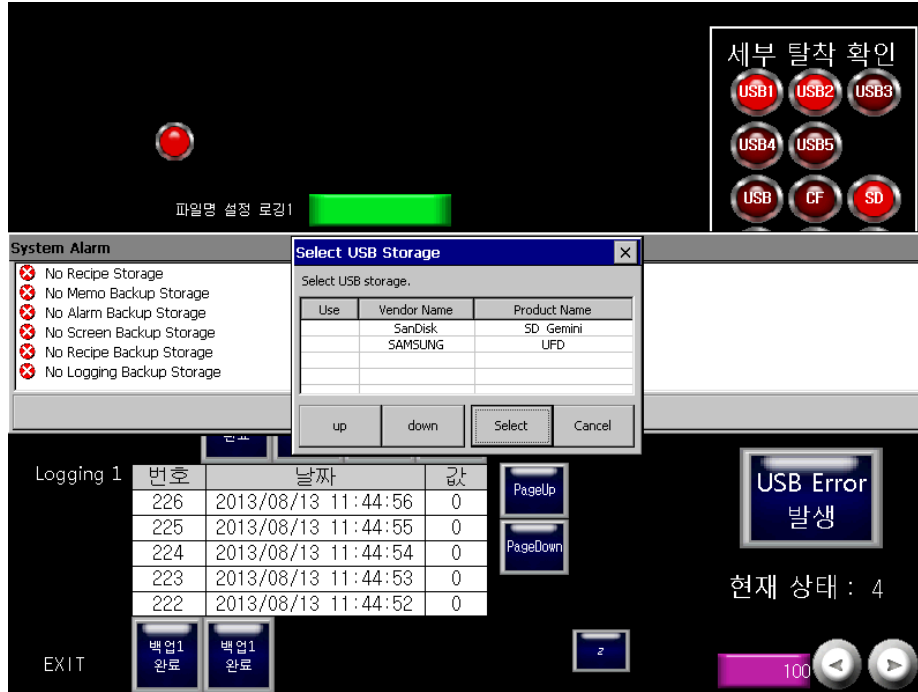 세부 탈착 확인
USB1 USB2 USB3
USB4 USB5
USB CF SD
파일명 설정 로깅1
System Alarm
No Recipe Storage
No Memo Backup Storage
No Alarm Backup Storage
No Screen Backup Storage
No Recipe Backup Storage
No Logging Backup Storage
Select USB Storage
Select USB storage.
Use Vendor Name Product Name
SanDisk SD Gemini
SAMSUNG UFD
up down Select Cancel
Logging 1
번호 날짜 값
226 2013/08/13 11:44:56 0
225 2013/08/13 11:44:55 0
224 2013/08/13 11:44:54 0
223 2013/08/13 11:44:53 0
222 2013/08/13 11:44:52 0
PageUp
PageDown
USB Error
발생
현재 상태 : 4
EXIT
백업1
완료
백업1
완료
z
100